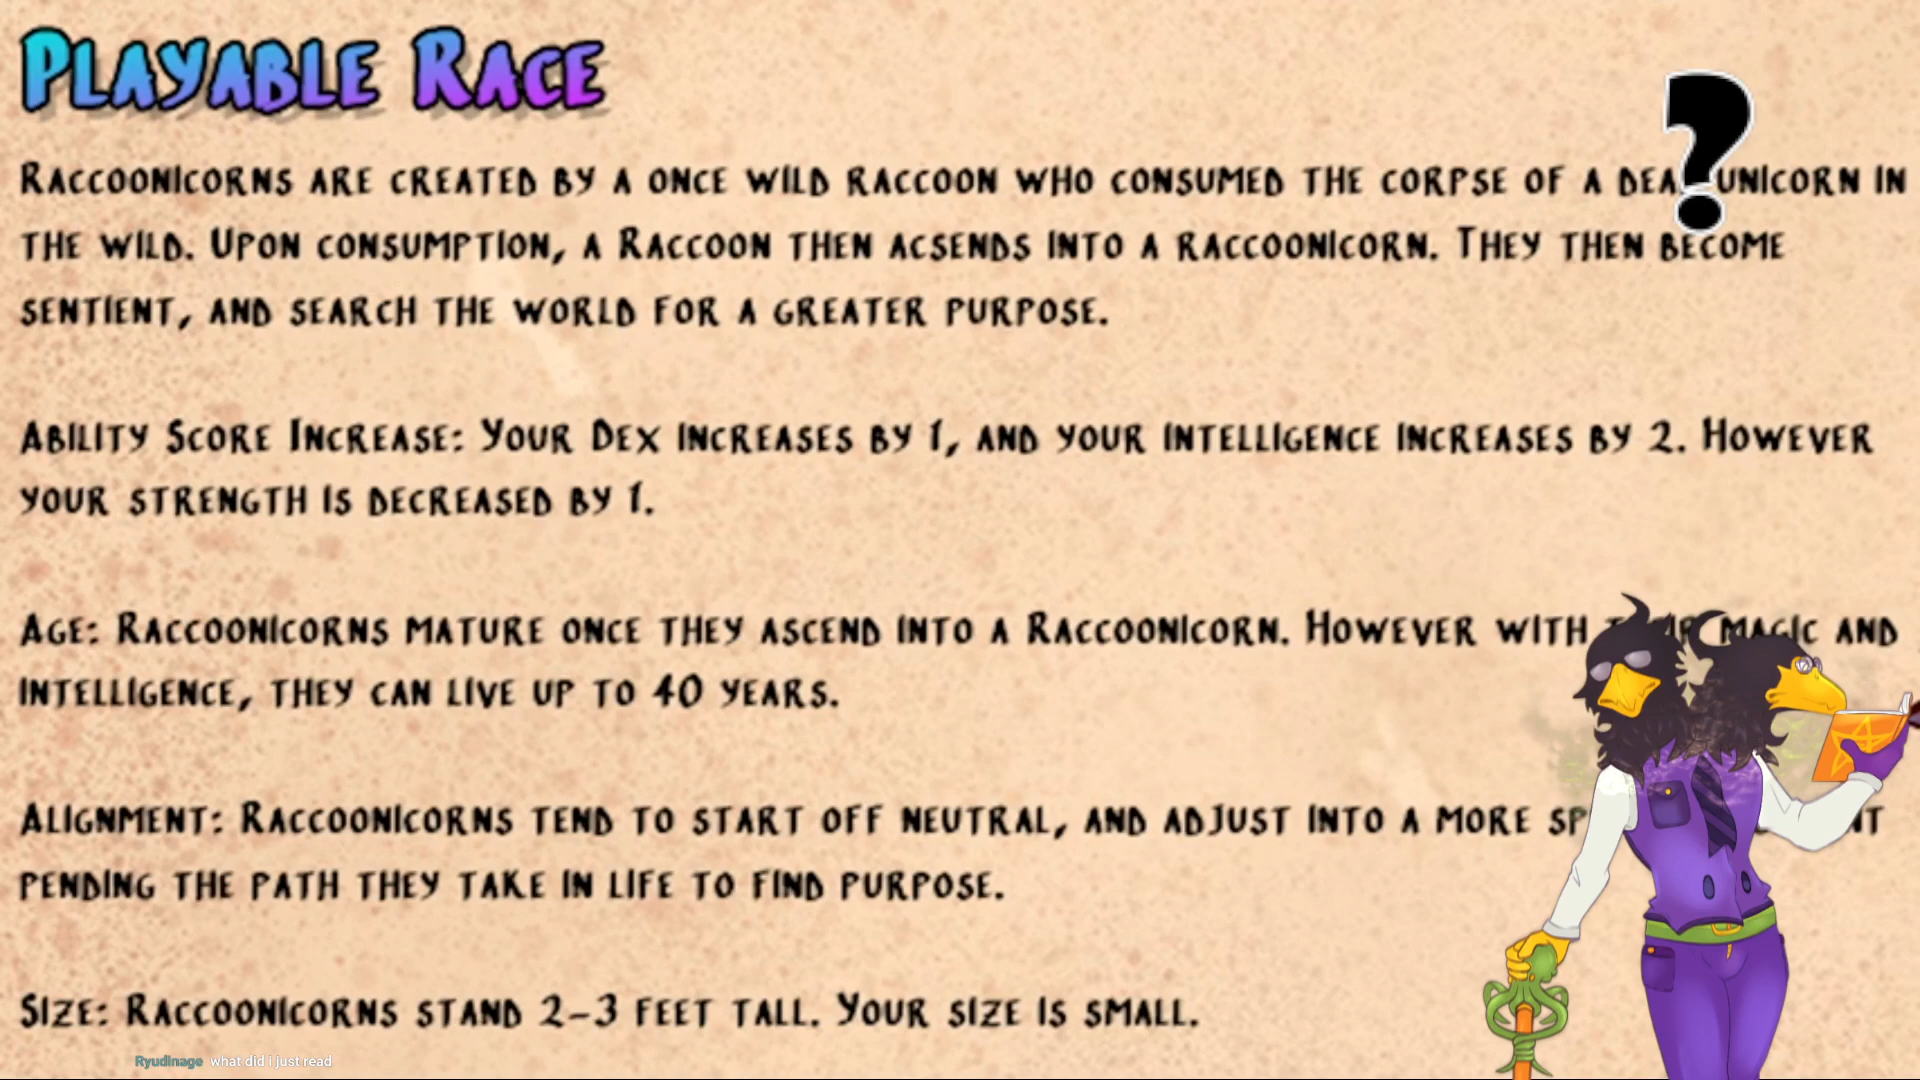 Playable Race
?
Raccoonicorns are created by a once wild raccoon who consumed the corpse of a dead unicorn in
the wild. Upon consumption, a Raccoon then acsends into a raccoonicorn. They then become
sentient, and search the world for a greater purpose.
Ability Score Increase: Your Dex increases by 1, and your intelligence increases by 2. However
your strength is decreased by 1.
Age: Raccoonicorns mature once they ascend into a Raccoonicorn. However with their magic and
intelligence, they can live up to 40 years.
Alignment: Raccoonicorns tend to start off neutral, and adjust into a more
pending the path they take in life to find purpose.
Size: Raccoonicorns stand 2-3 feet tall. Your size is small.
Ryudinage what did i just read